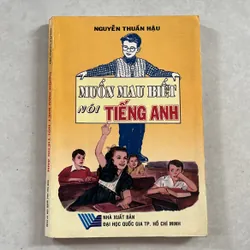 NGUYỄN THUẦN HẬU
MUỐN MAU BIẾT
NÓI TIẾNG ANH
NHÀ XUẤT BẢN
ĐẠI HỌC QUỐC GIA TP. HỒ CHÍ MINH